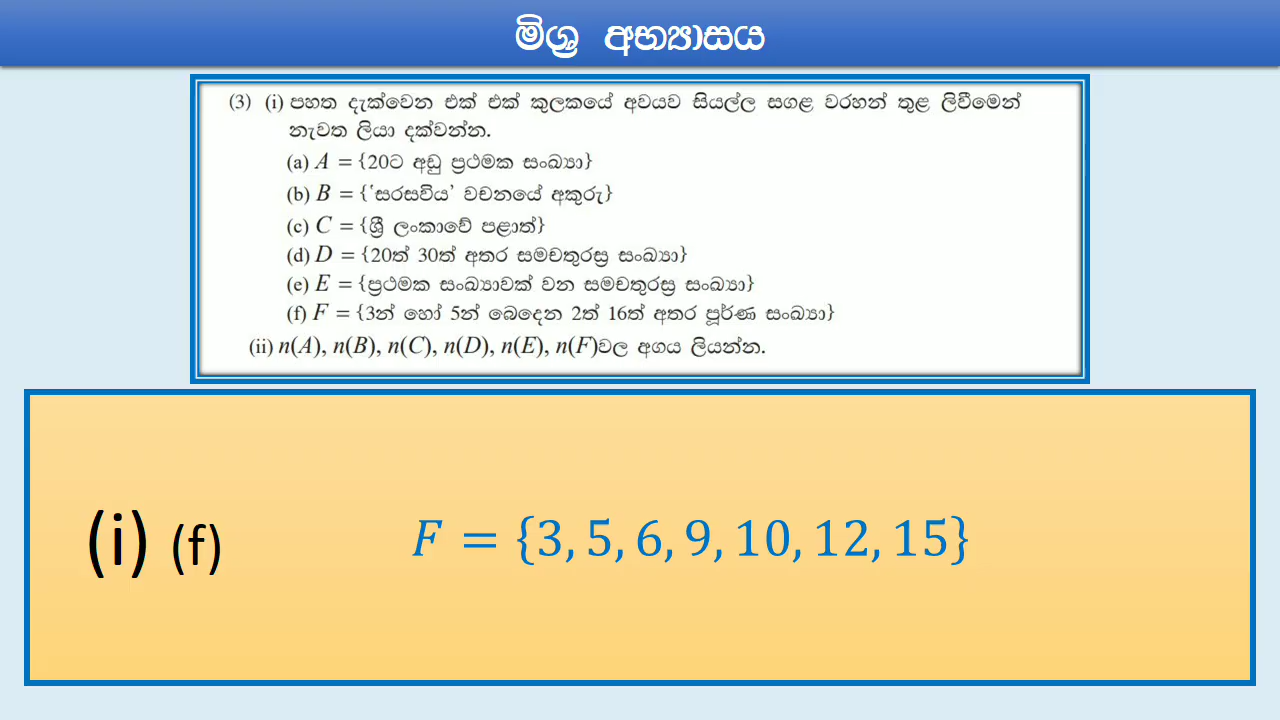 මිශ්‍ර අභ්‍යාසය
(3) (i) පහත දැක්වෙන එක් එක් කුලකයේ අවයව සියල්ල සඟළ වරහන් තුළ ලිවීමෙන්
නැවත ලියා දක්වන්න.
(a) A = {20ට අඩු ප්‍රථමක සංඛ්‍යා}
(b) B = {‘සරසවිය’ වචනයේ අකුරු}
(c) C = {ශ්‍රී ලංකාවේ පළාත්}
(d) D = {20ත් 30ත් අතර සමචතුරස්‍ර සංඛ්‍යා}
(e) E = {ප්‍රථමක සංඛ්‍යාවක් වන සමචතුරස්‍ර සංඛ්‍යා}
(f) F = {3න් හෝ 5න් බෙදෙන 2ත් 16ත් අතර පූර්ණ සංඛ්‍යා}
(ii) n(A), n(B), n(C), n(D), n(E), n(F)වල අගය ලියන්න.
(i) (f) F = {3, 5, 6, 9, 10, 12, 15}